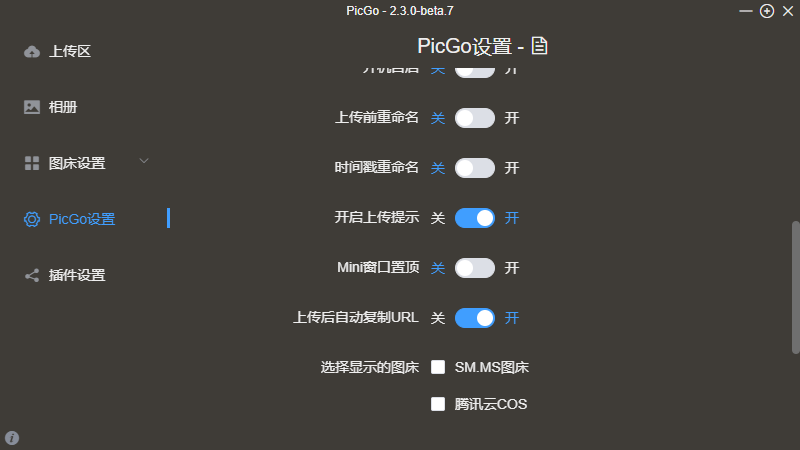 PicGo - 2.3.0-beta.7
上传区
相册
图床设置
PicGo设置
插件设置
PicGo设置 -
开机自启 关 开
上传前重命名 关 开
时间戳重命名 关 开
开启上传提示 关 开
Mini窗口置顶 关 开
上传后自动复制URL 关 开
选择显示的图床 SM.MS图床
腾讯云COS